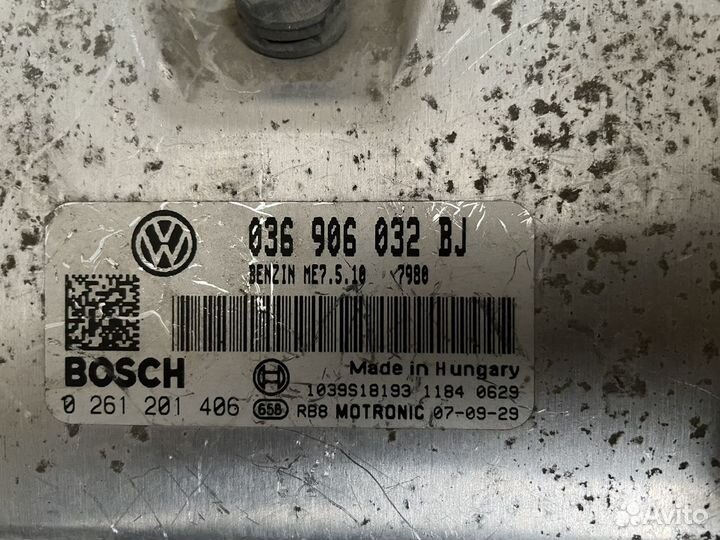 036 906 032 BJ
BENZIN ME7.5.10 7980
BOSCH
Made in Hungary
1039S18193 1184 0629
0 261 201 406
658 RB8 MOTRONIC 07-09-29
Avito